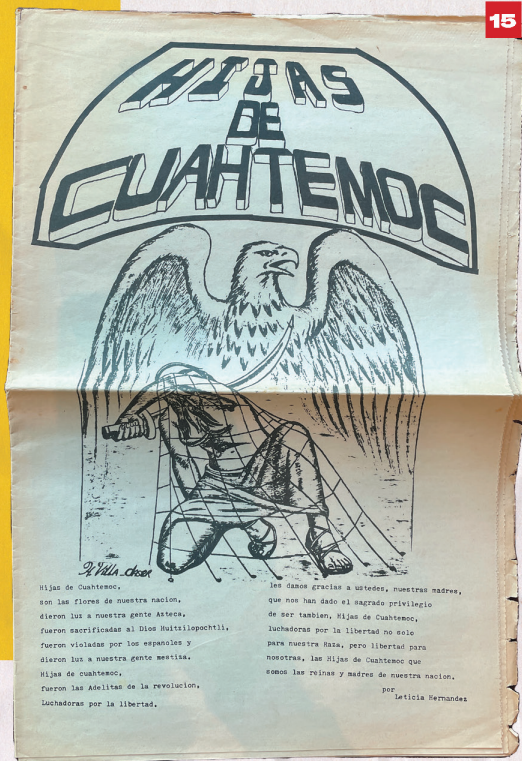 15
HIJAS
DE
CUAHTEMOC
Hijas de Cuahtemoc,
son las flores de nuestra nacion,
dieron luz a nuestra gente Azteca,
fueron sacrificadas al Dios Huitzilopochtli,
fueron violadas por los espanoles y
dieron luz a nuestra gente mestiza,
Hijas de cuahtemoc,
fueron las Adelitas de la revolucion,
Luchadoras por la libertad.
les damos gracias a ustedes, nuestras madres,
que nos han dado el sagrado privilegio
de ser tambien, Hijas de Cuahtemoc,
luchadoras por la libertad no solo
para nuestra Raza, pero libertad para
nosotras, las Hijas de Cuahtemoc que
somos las reinas y madres de nuestra nacion.
por
Leticia Hernandez